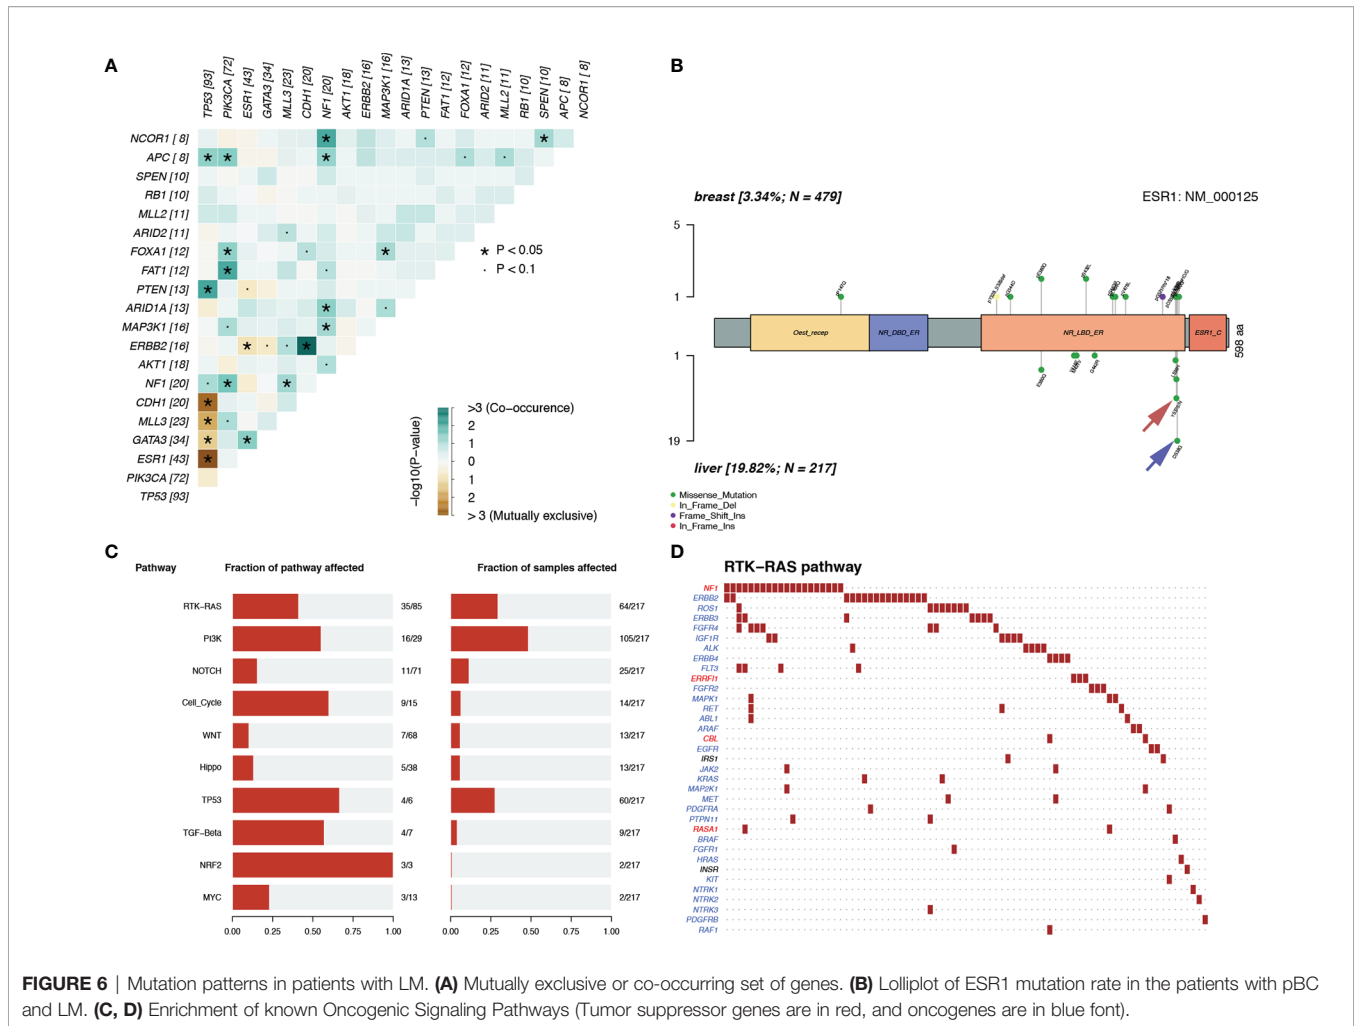 A
TP53 [93]
PIK3CA [72]
ESR1 [43]
GATA3 [34]
MLL3 [23]
CDH1 [20]
NF1 [20]
AKT1 [18]
ERBB2 [16]
MAP3K1 [16]
ARID1A [13]
PTEN [13]
FAT1 [12]
FOXA1 [12]
ARID2 [11]
MLL2 [11]
RB1 [10]
SPEN [10]
APC [ 8]
NCOR1 [ 8]
NCOR1 [ 8]
APC [ 8]
SPEN [10]
RB1 [10]
MLL2 [11]
ARID2 [11]
FOXA1 [12]
FAT1 [12]
PTEN [13]
ARID1A [13]
MAP3K1 [16]
ERBB2 [16]
AKT1 [18]
NF1 [20]
CDH1 [20]
MLL3 [23]
GATA3 [34]
ESR1 [43]
PIK3CA [72]
TP53 [93]
* P < 0.05
· P < 0.1
−log10(P−value)
>3 (Co−occurence)
2
1
0
1
2
> 3 (Mutually exclusive)
B
breast [3.34%; N = 479]
ESR1: NM_000125
5
1
Oest_recep
NR_DBD_ER
NR_LBD_ER
ESR1_C
598 aa
1
19
E380Q
Y537S/N
D538G
liver [19.82%; N = 217]
Missense_Mutation
In_Frame_Del
Frame_Shift_Ins
In_Frame_Ins
C
Pathway
Fraction of pathway affected
Fraction of samples affected
RTK−RAS 35/85 64/217
PI3K 16/29 105/217
NOTCH 11/71 25/217
Cell_Cycle 9/15 14/217
WNT 7/68 13/217
Hippo 5/38 13/217
TP53 4/6 60/217
TGF−Beta 4/7 9/217
NRF2 3/3 2/217
MYC 3/13 2/217
0.00 0.25 0.50 0.75 1.00 0.00 0.25 0.50 0.75 1.00
D
RTK−RAS pathway
NF1
ERBB2
ROS1
ERBB3
FGFR4
IGF1R
ALK
ERBB4
FLT3
ERRFI1
FGFR2
MAPK1
RET
ABL1
ARAF
CBL
EGFR
IRS1
JAK2
KRAS
MAP2K1
MET
PDGFRA
PTPN11
RASA1
BRAF
FGFR1
HRAS
INSR
KIT
NTRK1
NTRK2
NTRK3
PDGFRB
RAF1
FIGURE 6 | Mutation patterns in patients with LM. (A) Mutually exclusive or co-occurring set of genes. (B) Lolliplot of ESR1 mutation rate in the patients with pBC
and LM. (C, D) Enrichment of known Oncogenic Signaling Pathways (Tumor suppressor genes are in red, and oncogenes are in blue font).